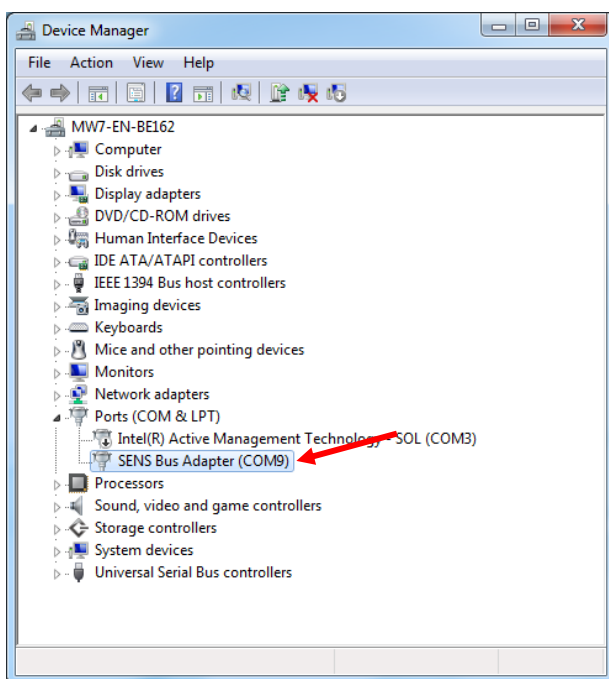 Device Manager
File Action View Help
MW7-EN-BE162
Computer
Disk drives
Display adapters
DVD/CD-ROM drives
Human Interface Devices
IDE ATA/ATAPI controllers
IEEE 1394 Bus host controllers
Imaging devices
Keyboards
Mice and other pointing devices
Monitors
Network adapters
Ports (COM & LPT)
Intel(R) Active Management Technology - SOL (COM3)
SENS Bus Adapter (COM9)
Processors
Sound, video and game controllers
Storage controllers
System devices
Universal Serial Bus controllers